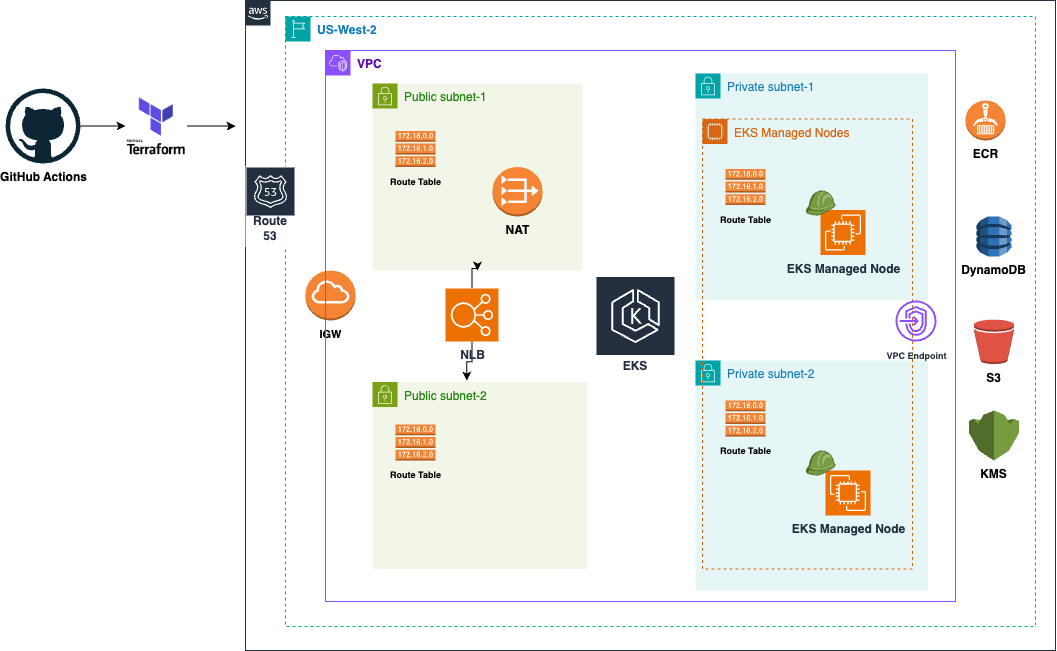 aws
US-West-2
VPC
Public subnet-1
172.16.0.0
172.16.1.0
172.16.2.0
Route Table
NAT
Private subnet-1
EKS Managed Nodes
172.16.0.0
172.16.1.0
172.16.2.0
Route Table
EKS Managed Node
ECR
DynamoDB
GitHub Actions
HashiCorp
Terraform
53
Route
53
IGW
NLB
EKS
VPC Endpoint
S3
Public subnet-2
172.16.0.0
172.16.1.0
172.16.2.0
Route Table
Private subnet-2
172.16.0.0
172.16.1.0
172.16.2.0
Route Table
EKS Managed Node
KMS